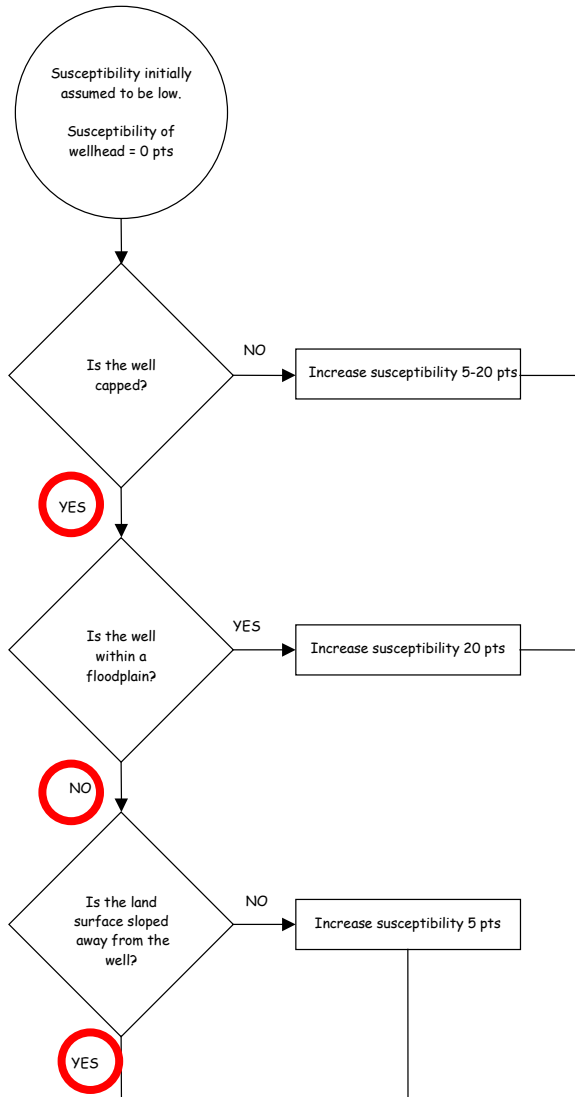 Susceptibility initially
assumed to be low.
Susceptibility of
wellhead = 0 pts
Is the well
capped?
NO
Increase susceptibility 5-20 pts
YES
Is the well
within a
floodplain?
YES
Increase susceptibility 20 pts
NO
Is the land
surface sloped
away from the
well?
NO
Increase susceptibility 5 pts
YES